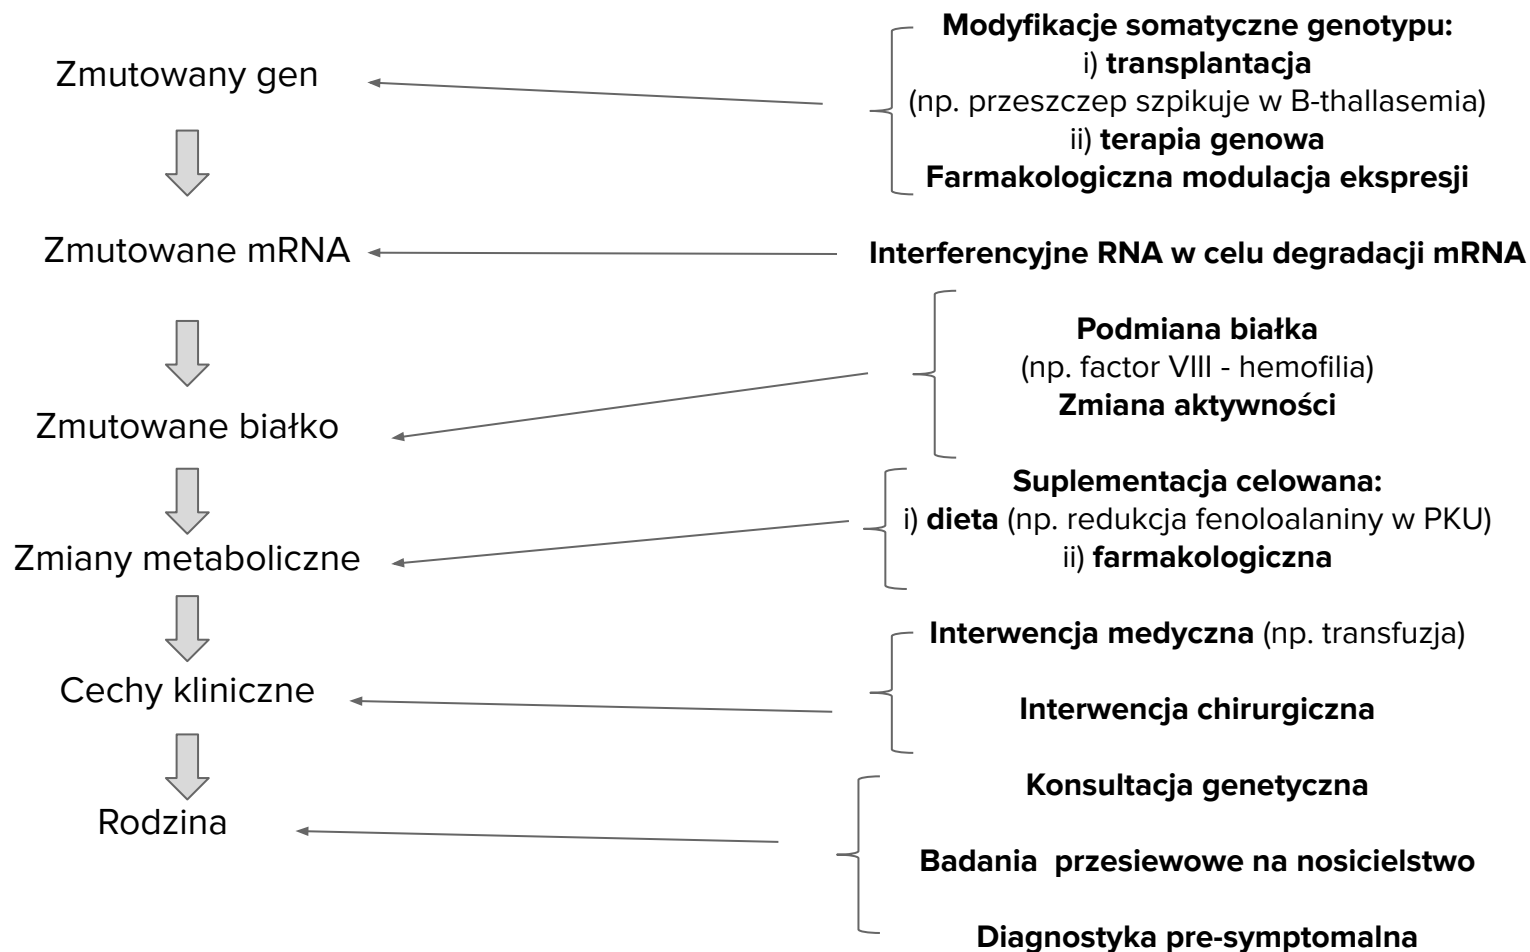 Modyfikacje somatyczne genotypu:
Zmutowany gen
i) transplantacja
(np. przeszczep szpikuje w B-thallasemia)
ii) terapia genowa
Farmakologiczna modulacja ekspresji
Zmutowane mRNA
Interferencyjne RNA w celu degradacji mRNA
Podmiana białka
(np. factor VIII - hemofilia)
Zmiana aktywności
Zmutowane białko
Suplementacja celowana:
i) dieta (np. redukcja fenoloalaniny w PKU)
ii) farmakologiczna
Zmiany metaboliczne
Interwencja medyczna (np. transfuzja)
Cechy kliniczne
Interwencja chirurgiczna
Konsultacja genetyczna
Rodzina
Badania  przesiewowe na nosicielstwo
Diagnostyka pre-symptomalna